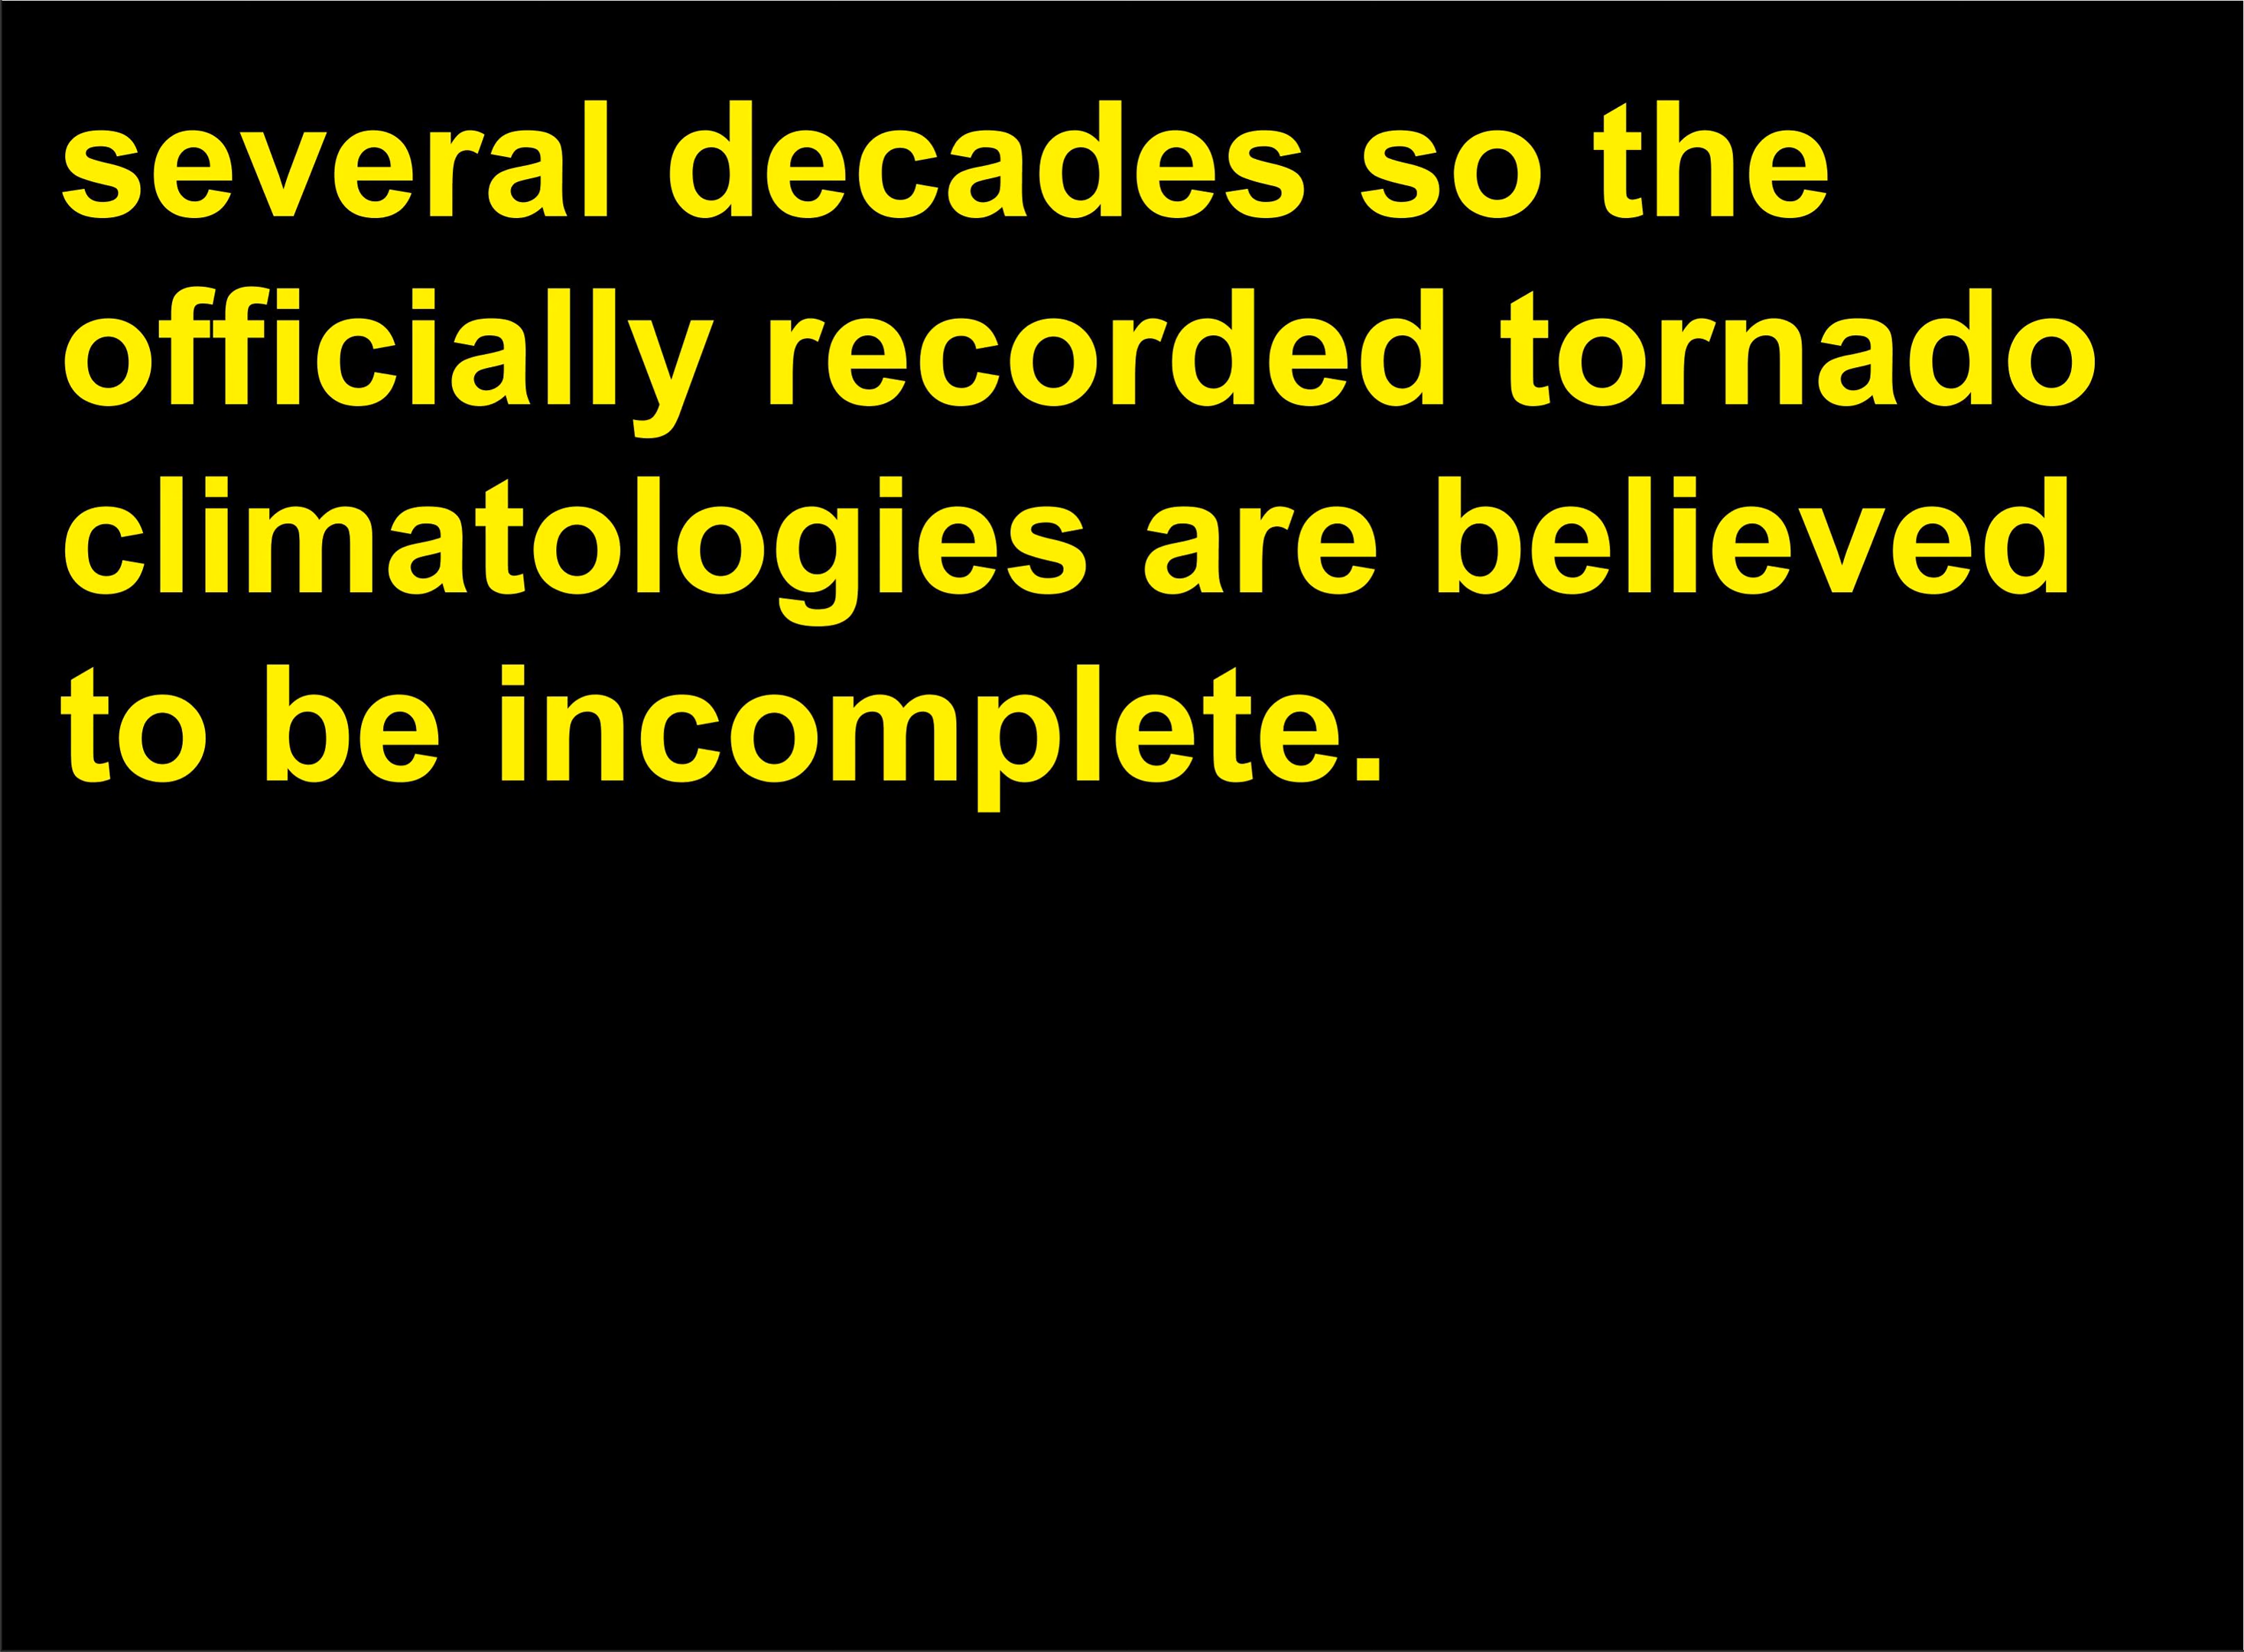 several decades so the
officially recorded tornado
climatologies are believed
to be incomplete.